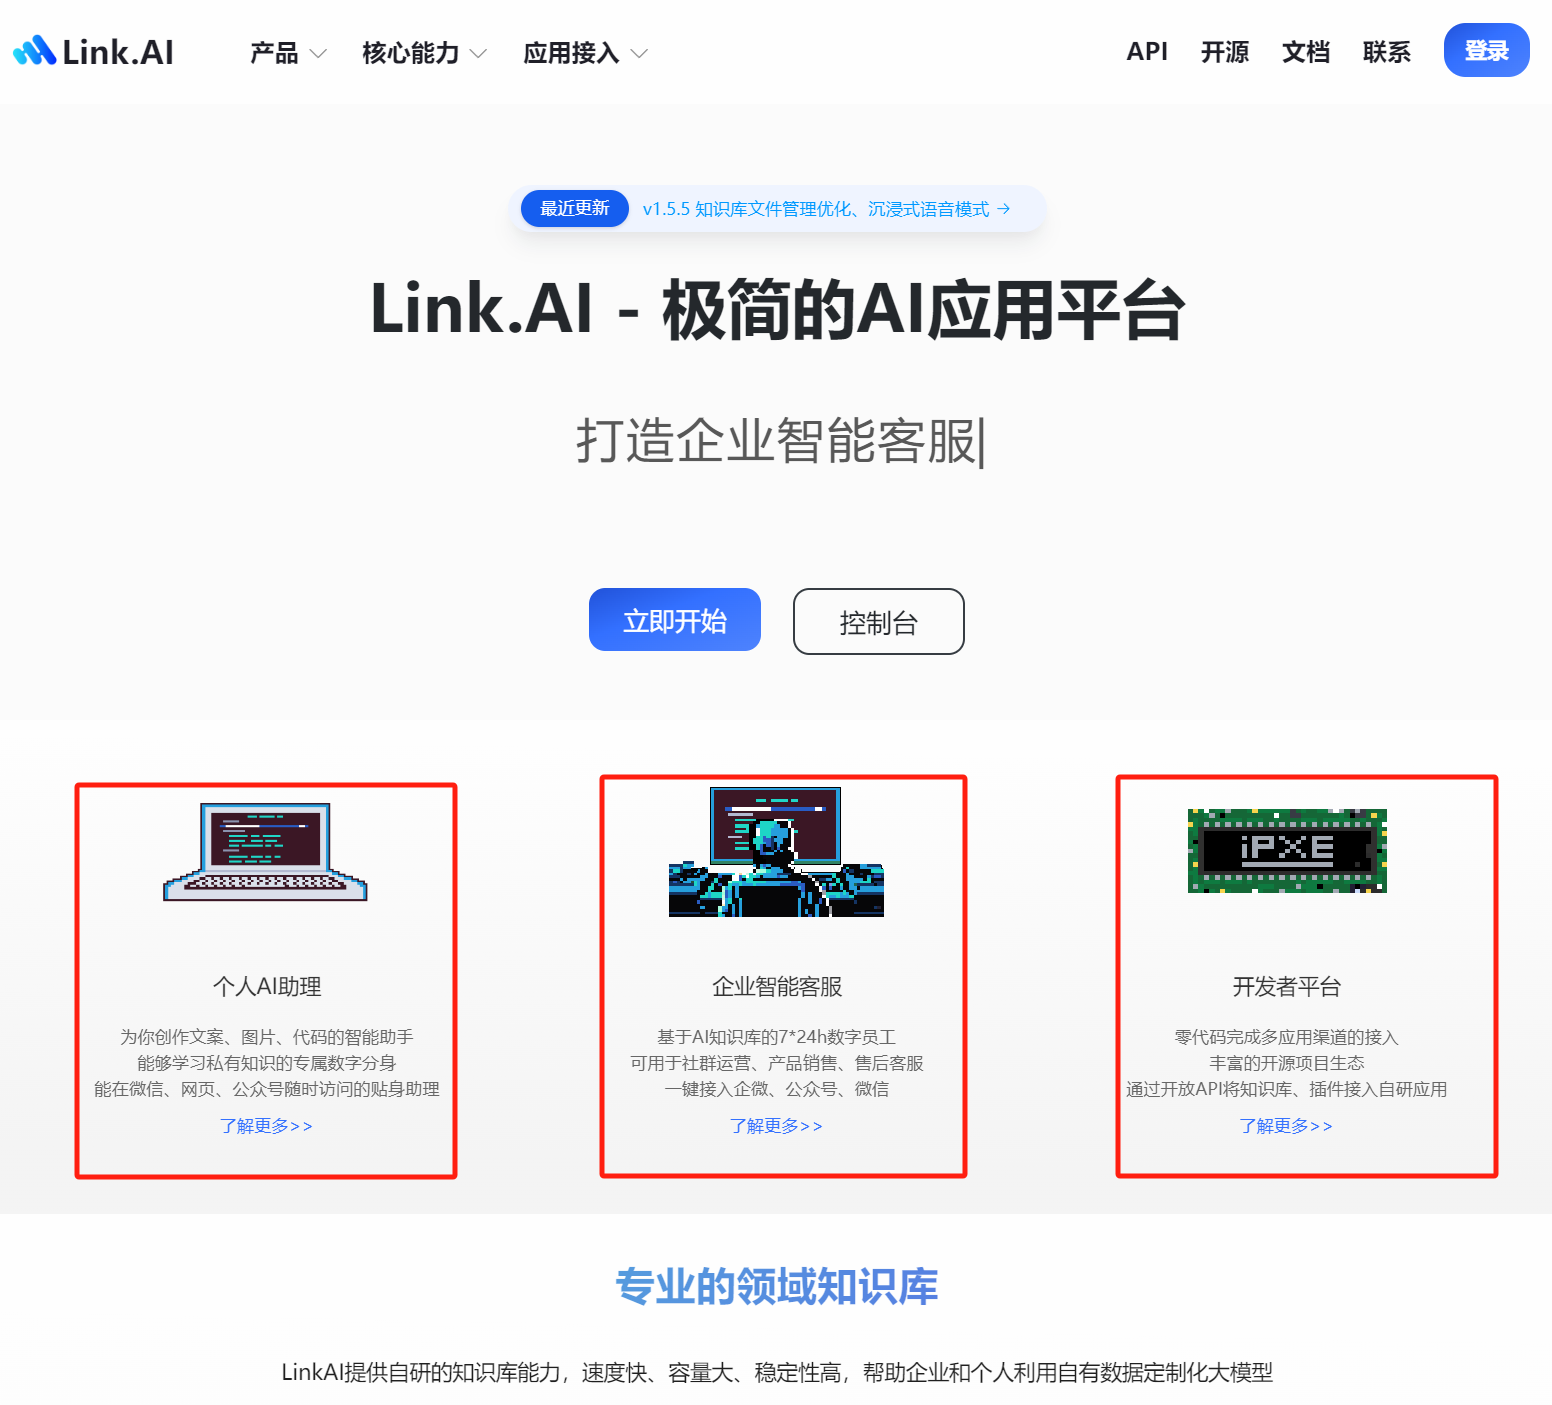 Link.AI
产品
核心能力
应用接入
API
开源
文档
联系
登录
最近更新 v1.5.5 知识库文件管理优化、沉浸式语音模式 →
Link.AI - 极简的AI应用平台
打造企业智能客服|
立即开始
控制台
个人AI助理
为你创作文案、图片、代码的智能助手
能够学习私有知识的专属数字分身
能在微信、网页、公众号随时访问的贴身助理
了解更多>>
企业智能客服
基于AI知识库的7*24h数字员工
可用于社群运营、产品销售、售后客服
一键接入企微、公众号、微信
了解更多>>
iPXE
开发者平台
零代码完成多应用渠道的接入
丰富的开源项目生态
通过开放API将知识库、插件接入自研应用
了解更多>>
专业的领域知识库
LinkAI提供自研的知识库能力，速度快、容量大、稳定性高，帮助企业和个人利用自有数据定制化大模型